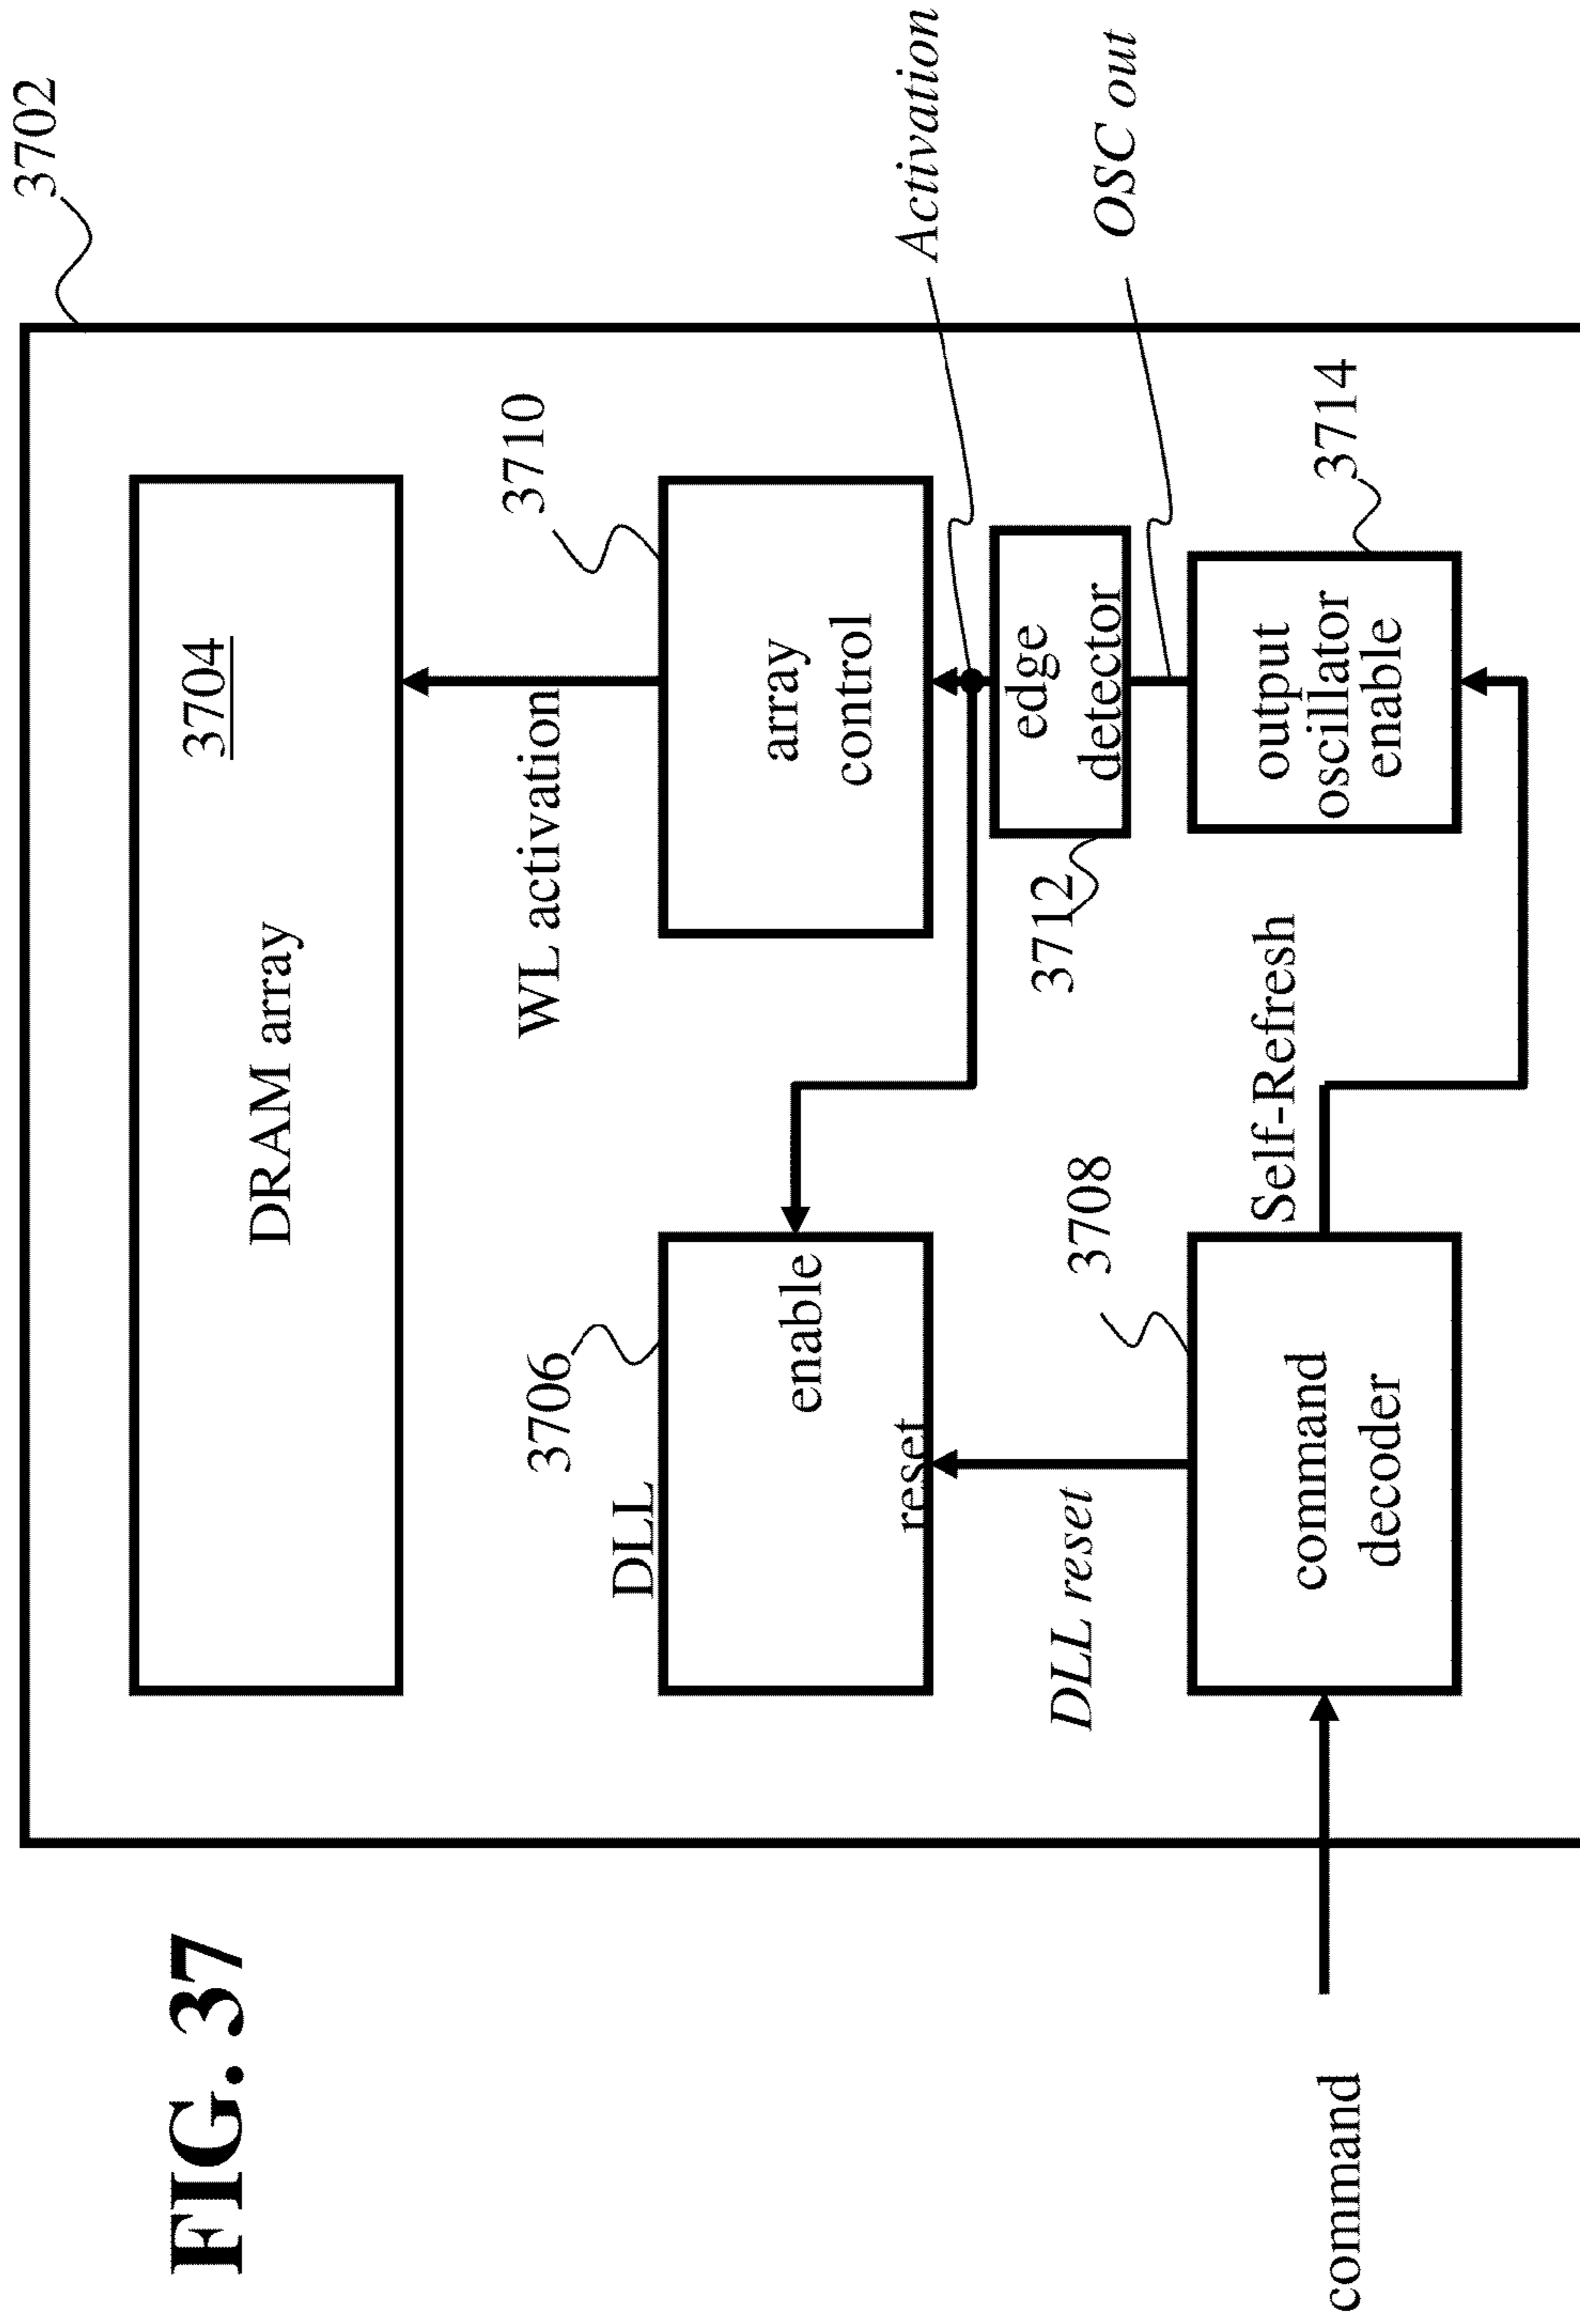 FIG. 37
3702
3704
DRAM array
WL activation
3706
3710
DLL
enable
reset
array
control
Activation
DLL reset
3708
3712
edge
detector
OSC out
Self-Refresh
3714
command
command
decoder
output
oscillator
enable